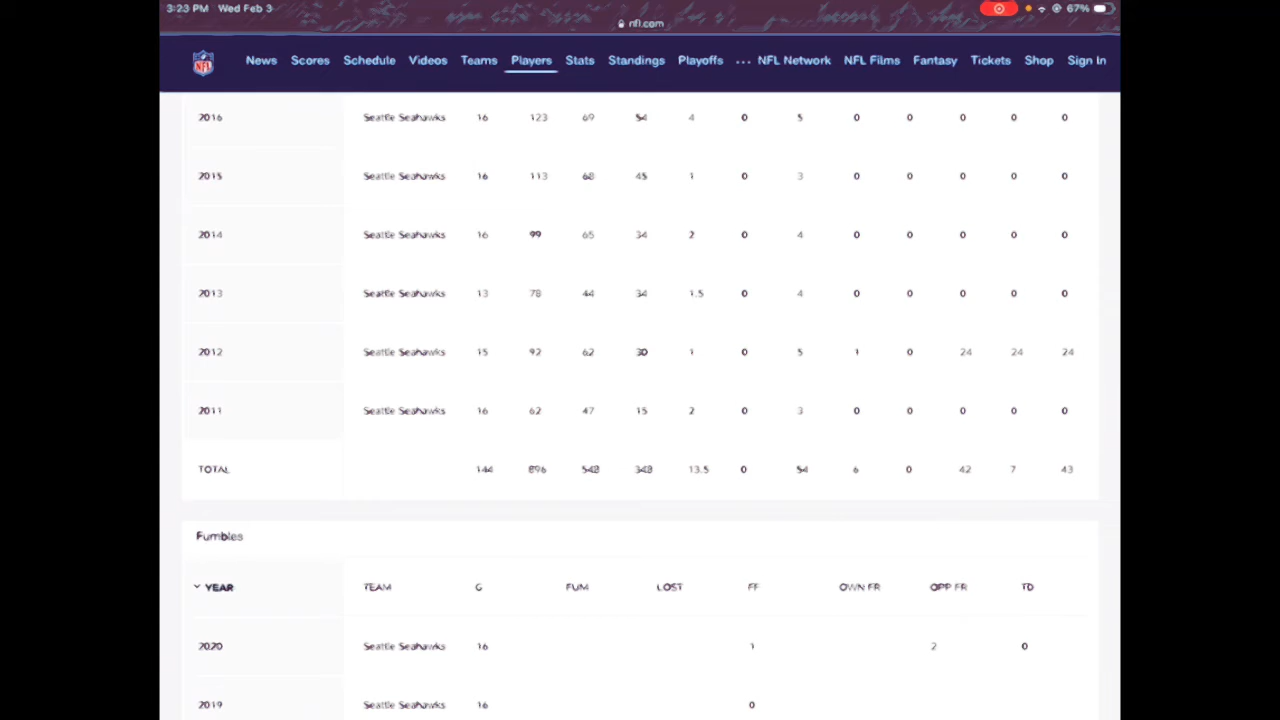 3:23 PM Wed Feb 3 67%
nfl.com
NFL News Scores Schedule Videos Teams Players Stats Standings Playoffs ... NFL Network NFL Films Fantasy Tickets Shop Sign In
2016 Seattle Seahawks 16 123 69 54 4 0 5 0 0 0 0 0
2015 Seattle Seahawks 16 113 68 45 1 0 3 0 0 0 0 0
2014 Seattle Seahawks 16 99 65 34 2 0 4 0 0 0 0 0
2013 Seattle Seahawks 13 78 44 34 1.5 0 4 0 0 0 0 0
2012 Seattle Seahawks 15 92 62 30 1 0 5 1 0 24 24 24
2011 Seattle Seahawks 16 62 47 15 2 0 3 0 0 0 0 0
TOTAL 144 896 548 348 13.5 0 54 6 0 42 7 43
Fumbles
YEAR TEAM G FUM LOST FF OWN FR OPP FR TD
2020 Seattle Seahawks 16 1 2 0
2019 Seattle Seahawks 16 0